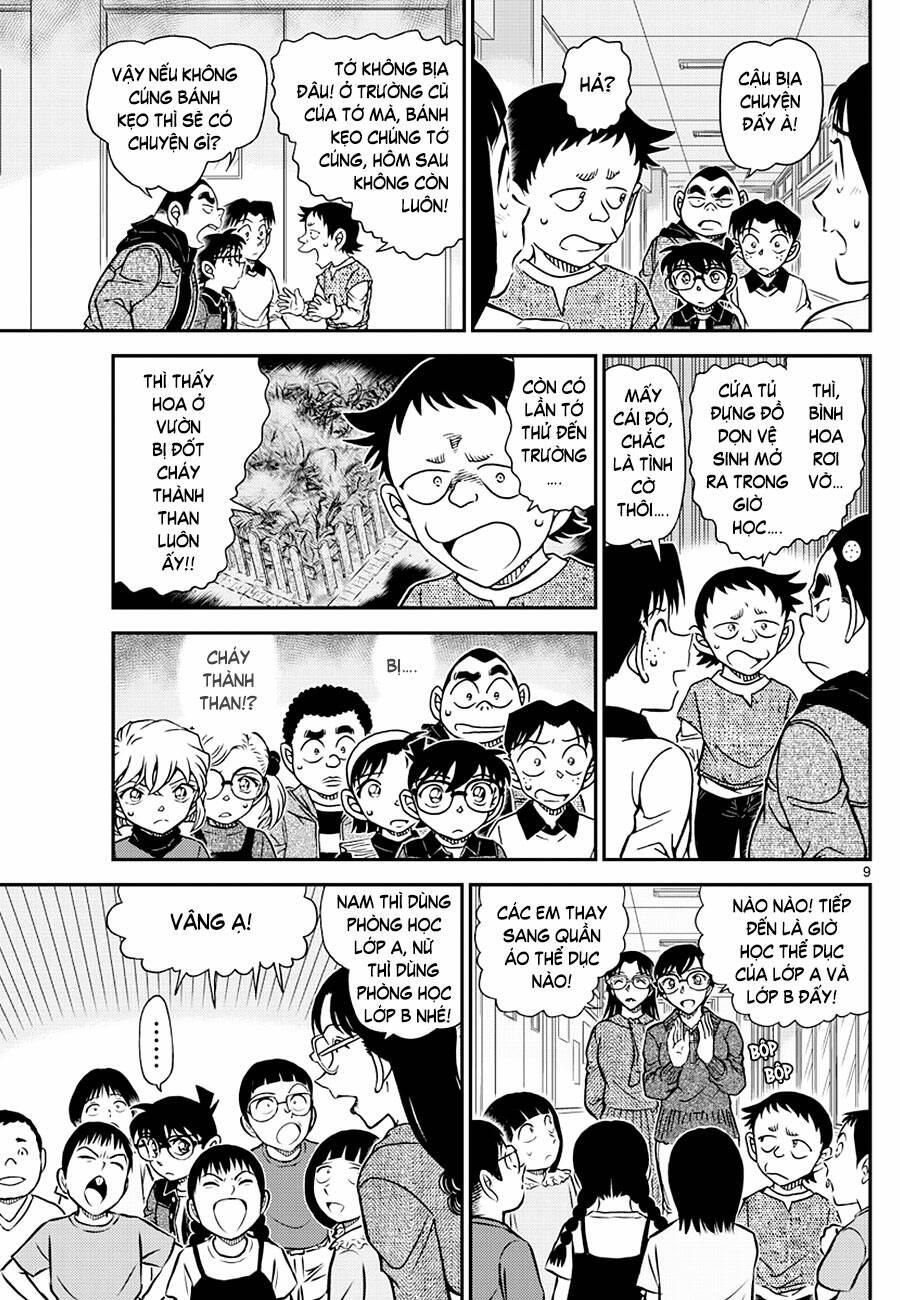 CẬU BỊA
CHUYỆN
ĐẤY À!
HẢ?
TỚ KHÔNG BỊA
ĐÂU! Ở TRƯỜNG CŨ
CỦA TỚ MÀ, BÁNH
KẸO CHÚNG TỚ
CÚNG, HÔM SAU
KHÔNG CÒN
LUÔN!
VẬY NẾU KHÔNG
CÚNG BÁNH
KẸO THÌ SẼ CÓ
CHUYỆN GÌ?
THÌ,
BÌNH
HOA
RƠI
VỠ...
CỬA TỦ
ĐỰNG ĐỒ
DỌN VỆ
SINH MỞ
RA TRONG
GIỜ
HỌC....
MẤY
CÁI ĐÓ,
CHẮC
LÀ TÌNH
CỜ
THÔI....
CÒN CÓ
LẦN TỚ
THỬ ĐẾN
TRƯỜNG
....
THÌ THẤY
HOA Ở
VƯỜN
BỊ ĐỐT
CHÁY
THÀNH
THAN
LUÔN
ẤY!!
BỊ....
CHÁY
THÀNH
THAN!?
9
NÀO NÀO! TIẾP
ĐẾN LÀ GIỜ
HỌC THỂ DỤC
CỦA LỚP A VÀ
LỚP B ĐẤY!
CÁC EM THAY
SANG QUẦN
ÁO THỂ DỤC
NÀO!
BỘP
BỘP
NAM THÌ DÙNG
PHÒNG HỌC
LỚP A, NỮ
THÌ DÙNG
PHÒNG HỌC
LỚP B NHÉ!
VÂNG Ạ!
......